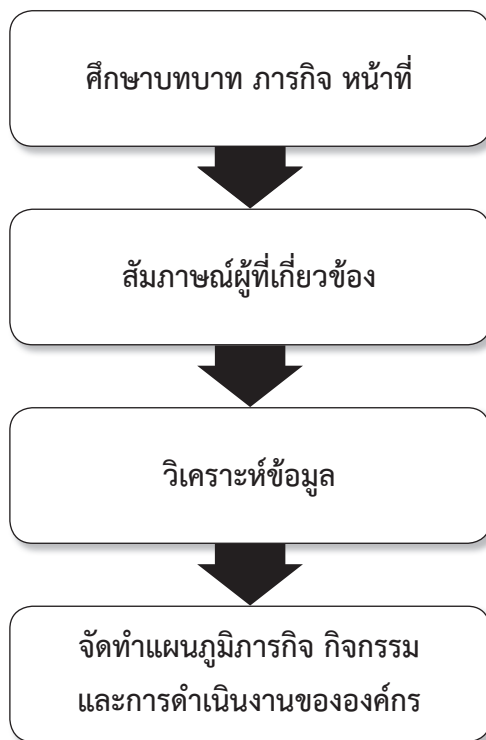 ศึกษาบทบาท ภารกิจ หน้าที่
สัมภาษณ์ผู้ที่เกี่ยวข้อง
วิเคราะห์ข้อมูล
จัดทำแผนภูมิภารกิจ กิจกรรม
และการดำเนินงานขององค์กร